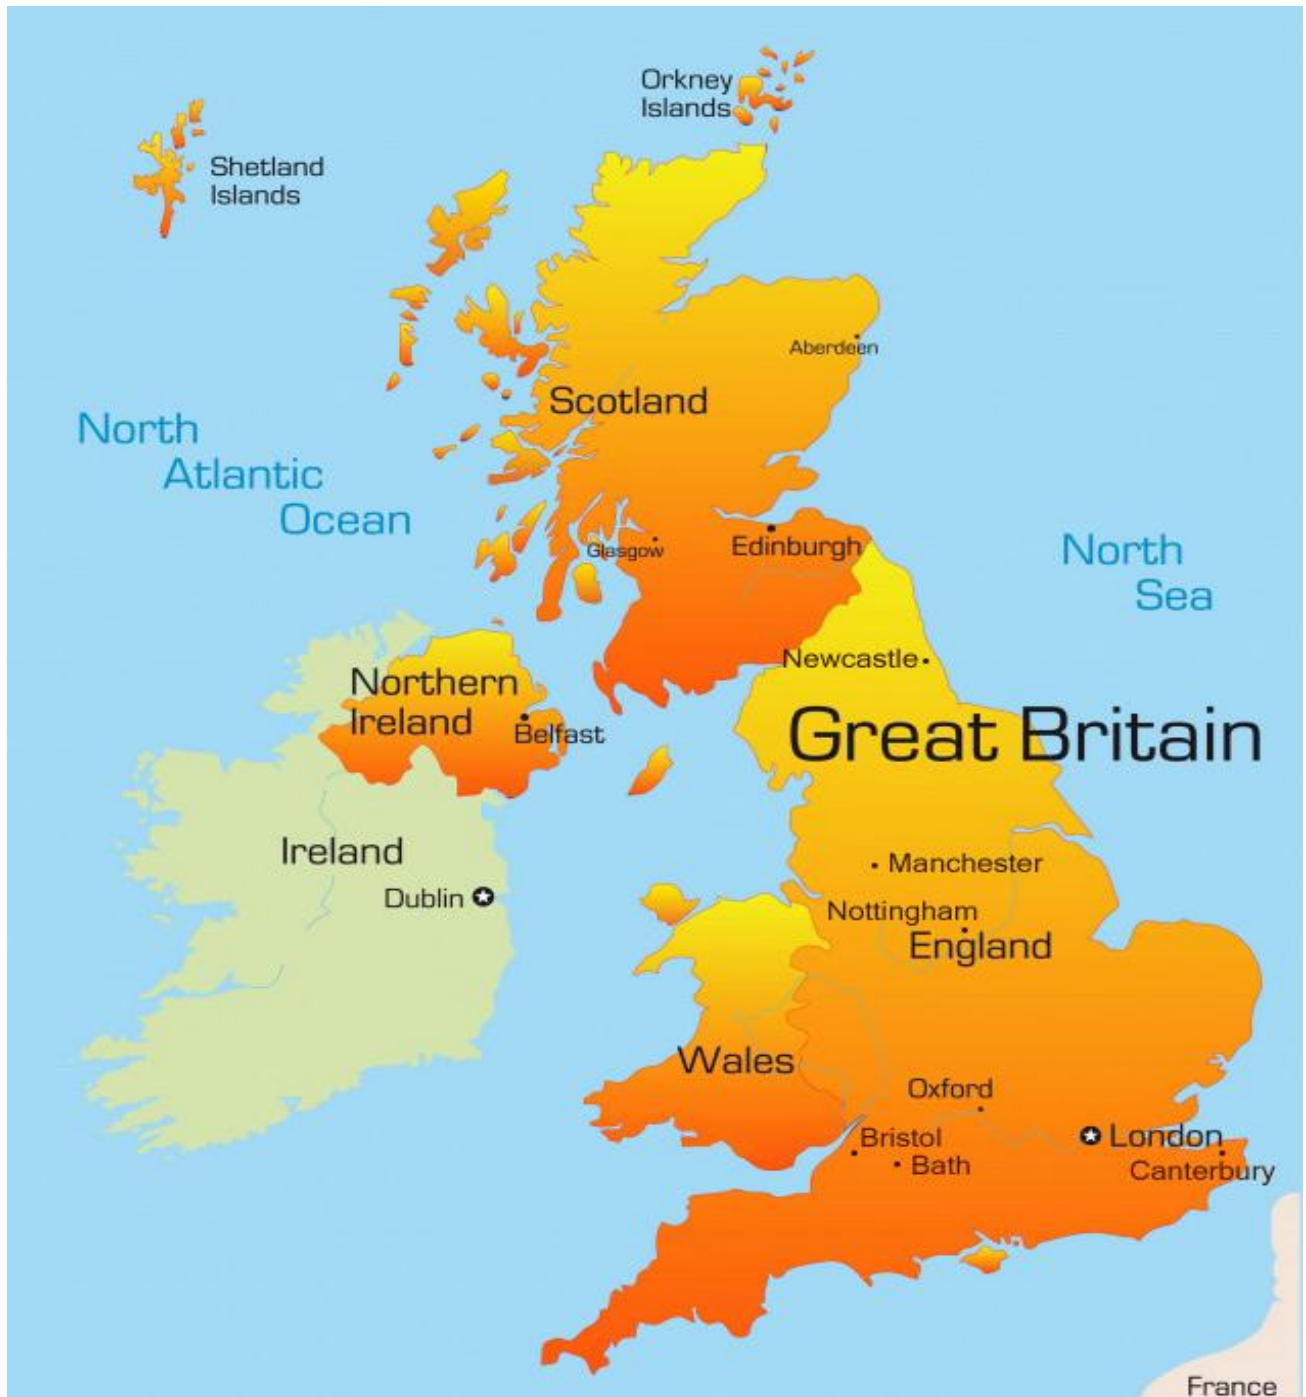 Orkney
Islands
Shetland
Islands
Aberdeen
Scotland
North
Atlantic
Ocean
Glasgow
Edinburgh
North
Sea
Newcastle
Northern
Ireland
Belfast
Great Britain
Ireland
Dublin
Manchester
Nottingham
England
Wales
Oxford
London
Bristol
Bath
Canterbury
France